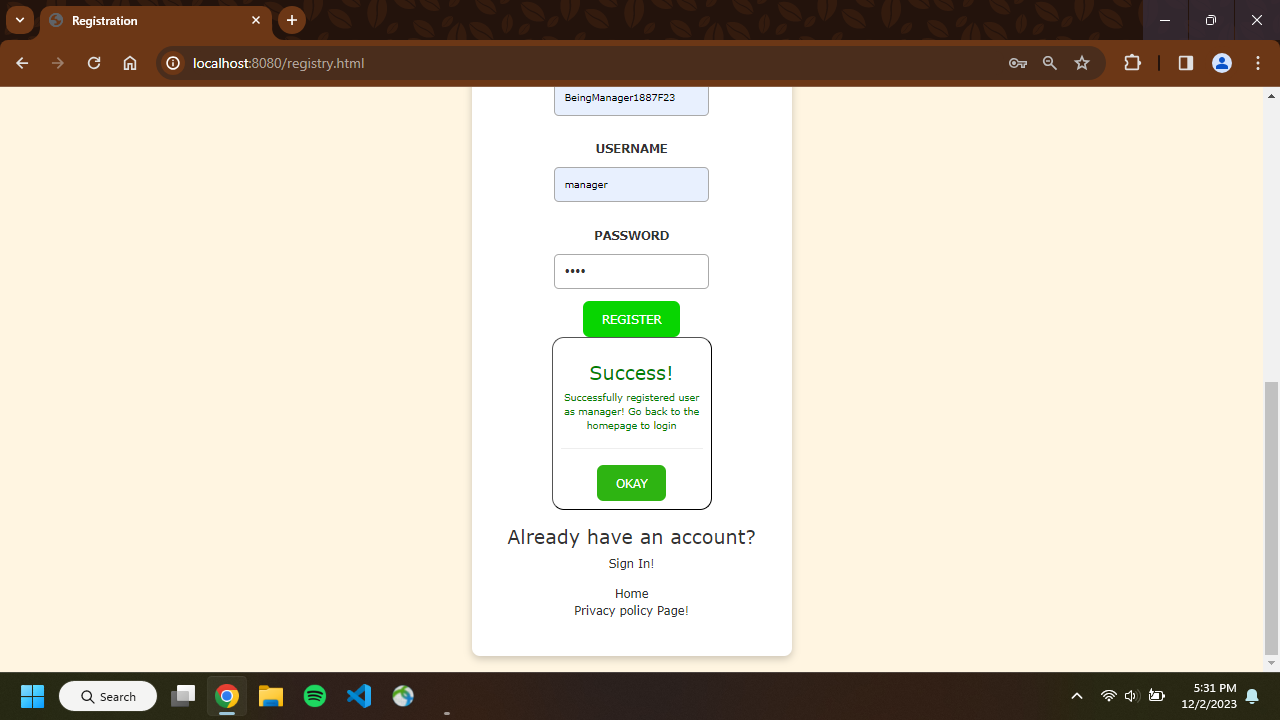 Registration
localhost:8080/registry.html
BeingManager1887F23
USERNAME
manager
PASSWORD
••••
REGISTER
Success!
Successfully registered user
as manager! Go back to the
homepage to login
OKAY
Already have an account?
Sign In!
Home
Privacy policy Page!
Search
5:31 PM
12/2/2023